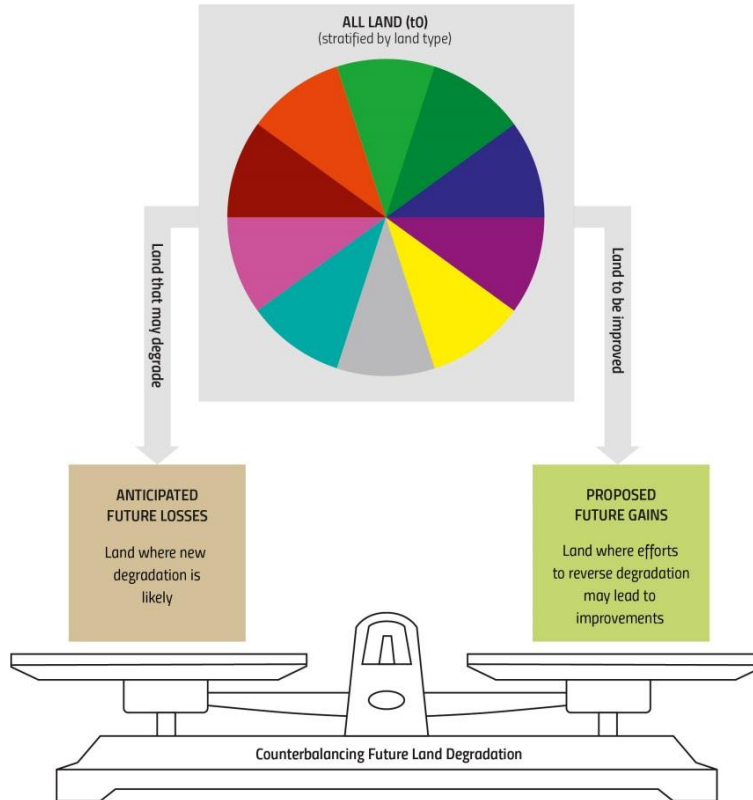 ALL LAND (t0)
(stratified by land type)
Land that may degrade
Land to be improved
ANTICIPATED
FUTURE LOSSES
Land where new
degradation is
likely
PROPOSED
FUTURE GAINS
Land where efforts
to reverse degradation
may lead to
improvements
Counterbalancing Future Land Degradation